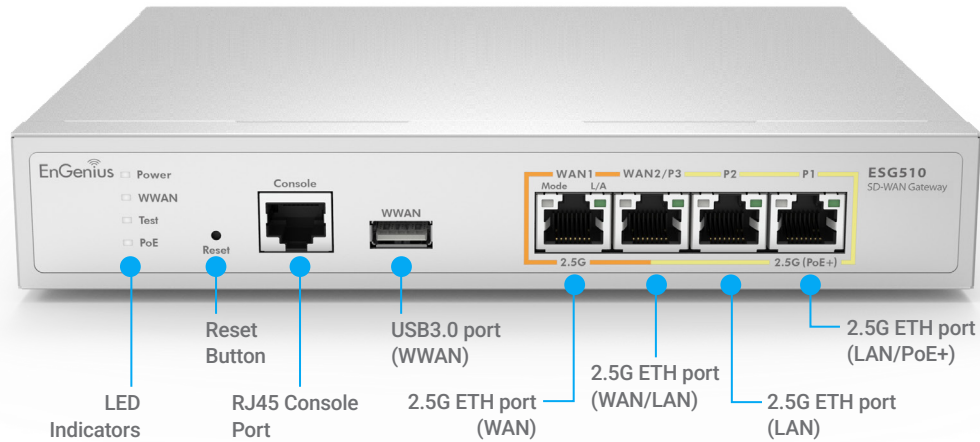 EnGenius
Power
WWAN
Test
PoE
Reset
Console
WWAN
WAN1 WAN2/P3 P2 P1
Mode L/A
2.5G
2.5G (PoE+)
ESG510
SD-WAN Gateway
LED
Indicators
Reset
Button
RJ45 Console
Port
USB3.0 port
(WWAN)
2.5G ETH port
(WAN)
2.5G ETH port
(WAN/LAN)
2.5G ETH port
(LAN)
2.5G ETH port
(LAN/PoE+)